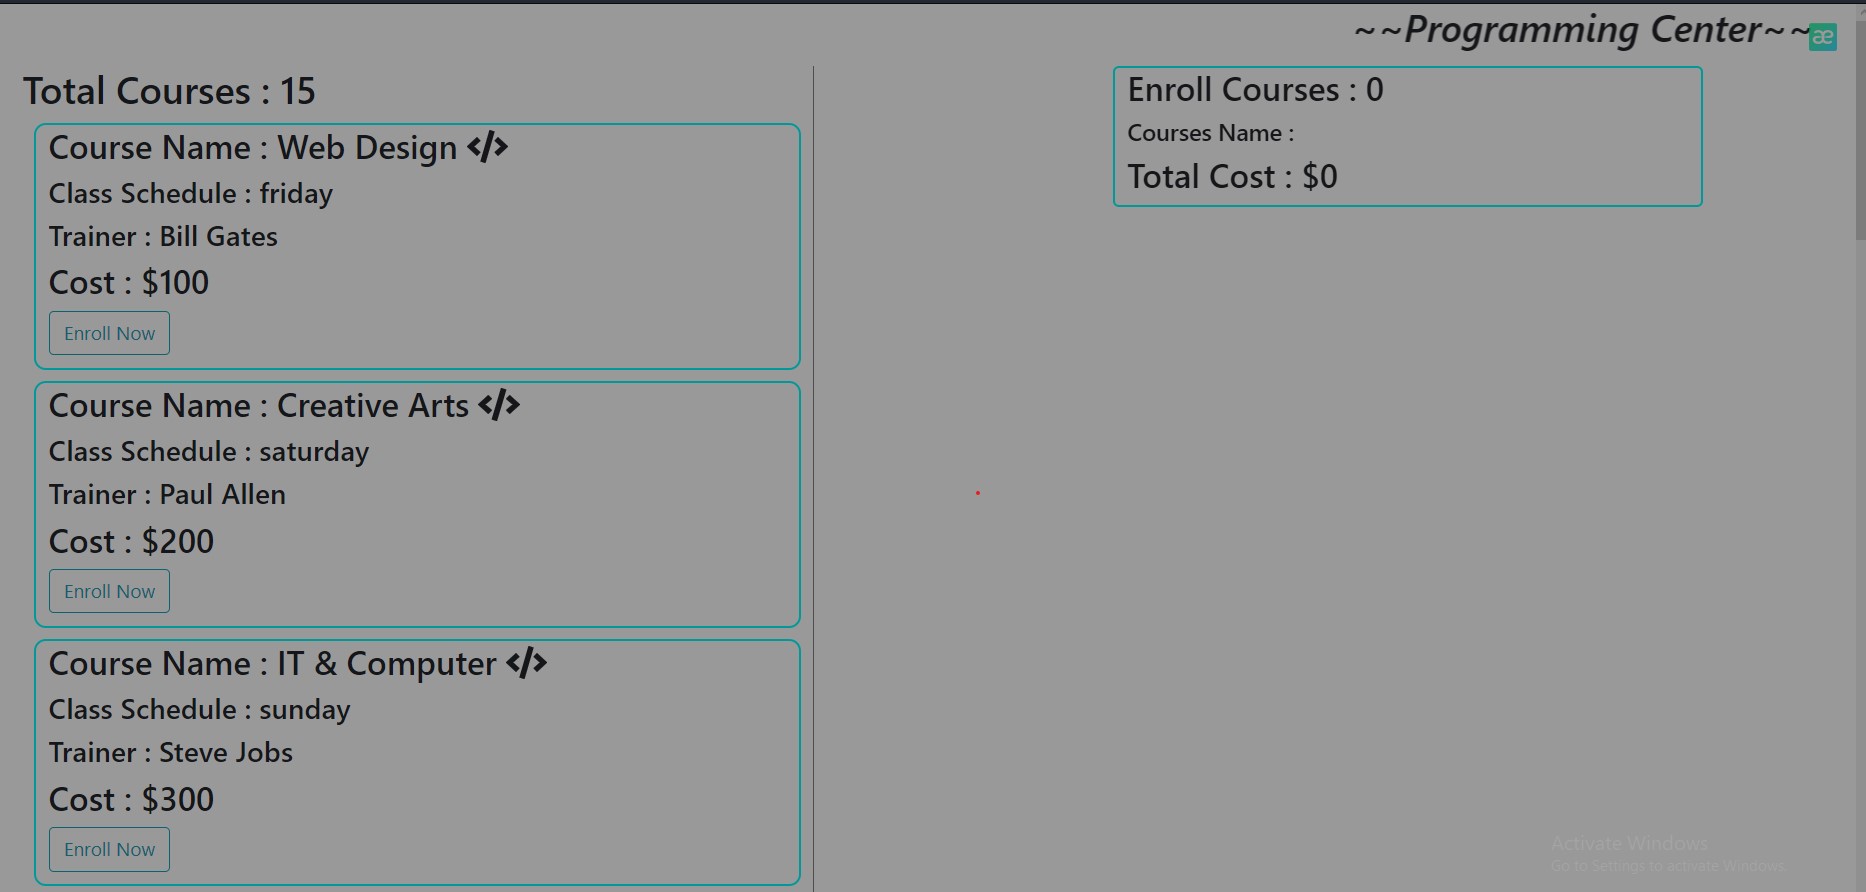 ~~Programming Center~~
æ
Total Courses : 15
Course Name : Web Design </>
Class Schedule : friday
Trainer : Bill Gates
Cost : $100
Enroll Now
Course Name : Creative Arts </>
Class Schedule : saturday
Trainer : Paul Allen
Cost : $200
Enroll Now
Course Name : IT & Computer </>
Class Schedule : sunday
Trainer : Steve Jobs
Cost : $300
Enroll Now
Enroll Courses : 0
Courses Name :
Total Cost : $0
Activate Windows
Go to Settings to activate Windows.